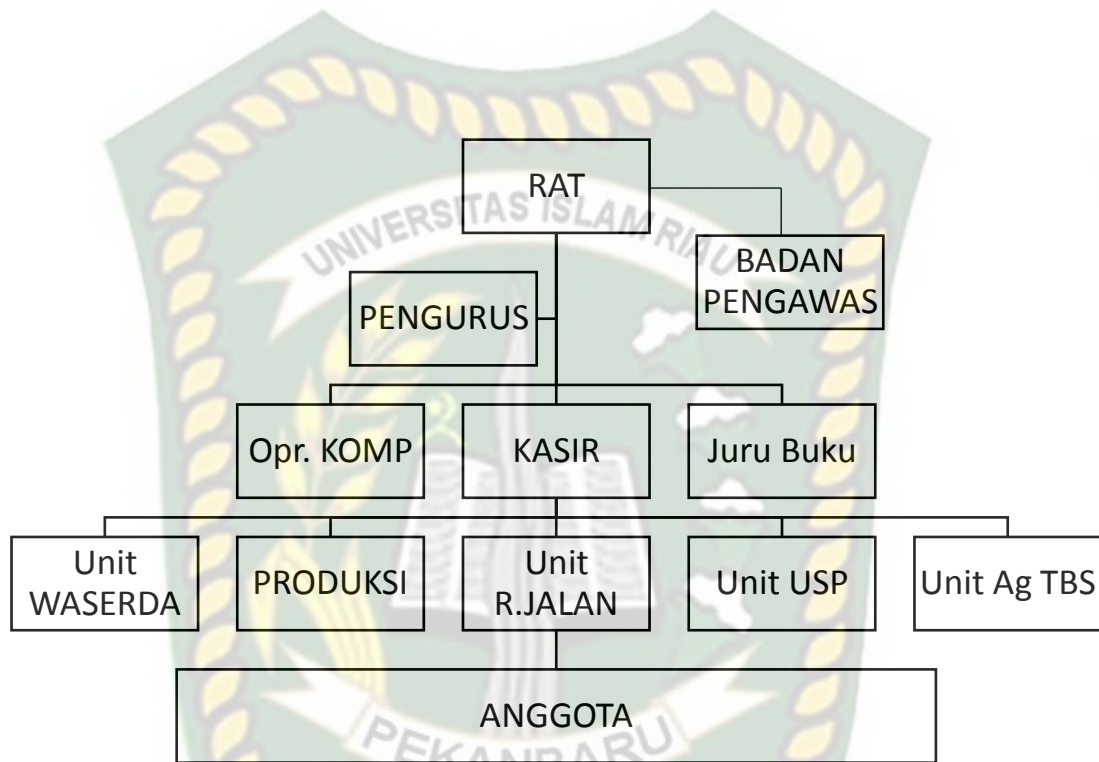 RAT
UNIVERSITAS ISLAM RIAU
BADAN
PENGAWAS
PENGURUS
Opr. KOMP
KASIR
Juru Buku
Unit
WASERDA
PRODUKSI
Unit
R.JALAN
Unit USP
Unit Ag TBS
ANGGOTA
PEKANBARU